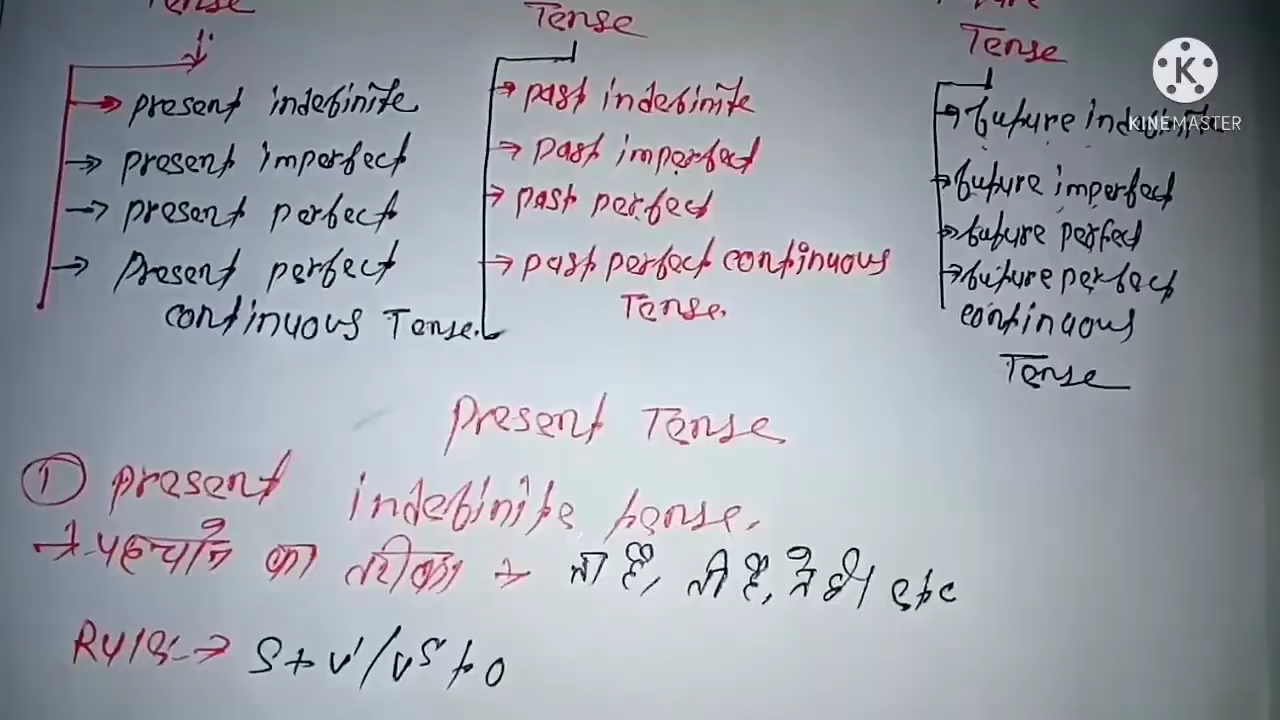 Tense
present indefinite
present imperfect
present perfect
present perfect
continuous Tense.
Tense
past indefinite
past imperfect
past perfect
past perfect continuous
Tense.
Tense
future indefinite
future imperfect
future perfect
future perfect
continuous
Tense
KINEMASTER
Present Tense
① present indefinite tense.
पहचाने का तरीका → ता है, ती है, ते है। etc
Rule → S + V'/V^s + O